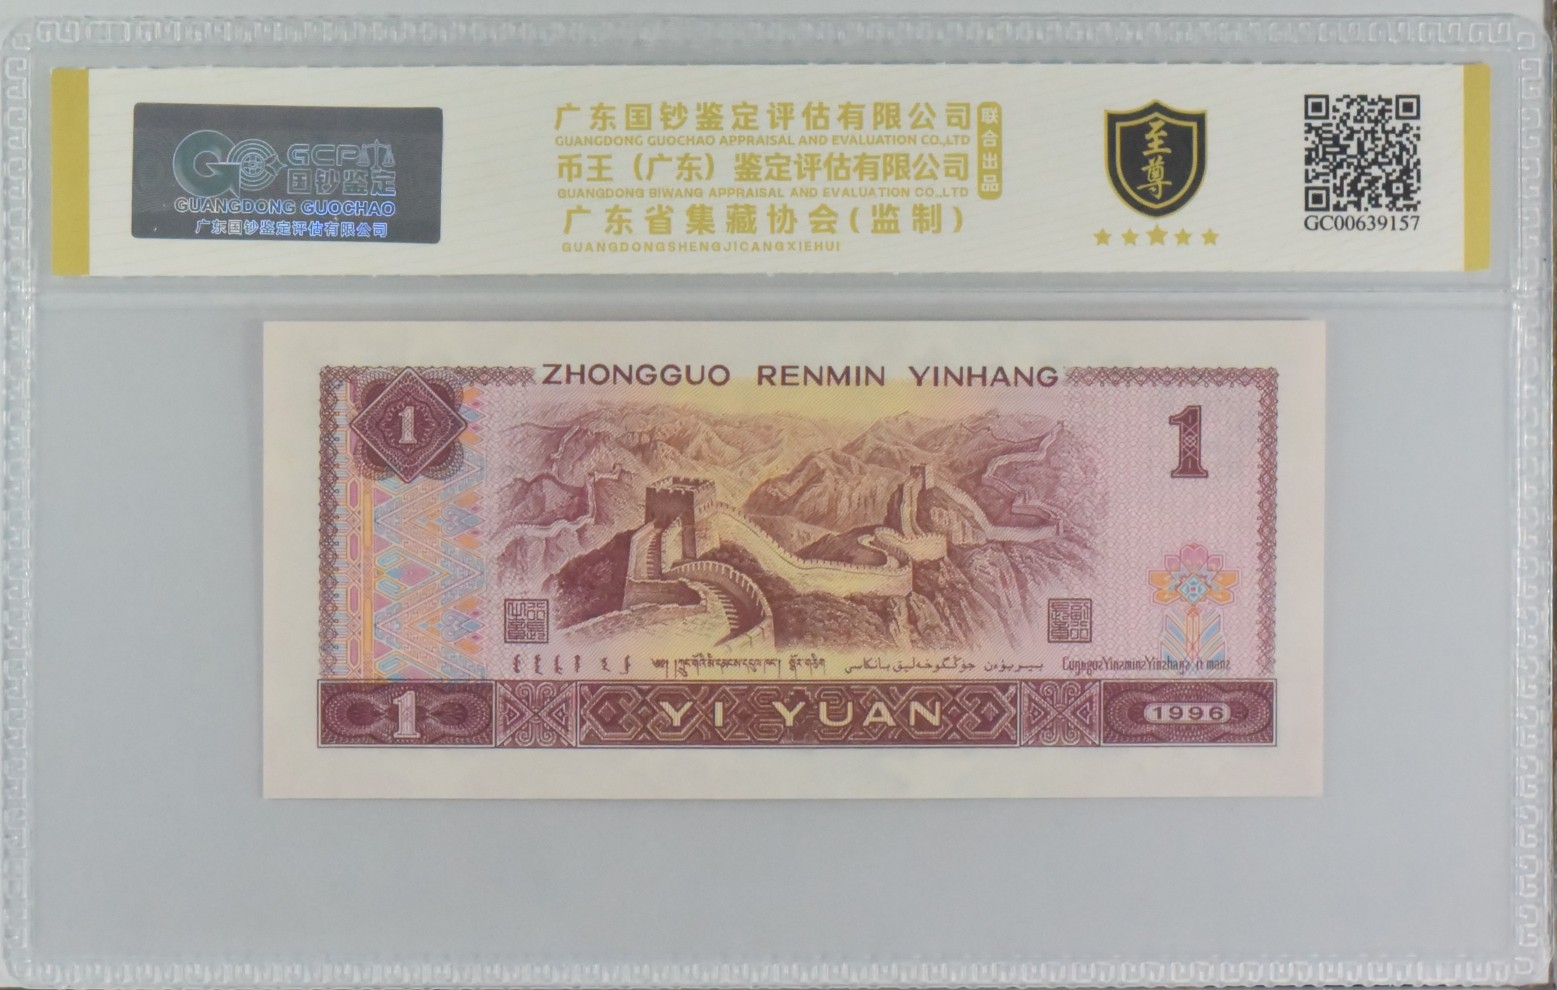 GCP
国钞鉴定
GUANGDONG GUOCHAO
广东国钞鉴定评估有限公司
广东国钞鉴定评估有限公司
GUANGDONG GUOCHAO APPRAISAL AND EVALUATION CO.,LTD
币王（广东）鉴定评估有限公司
GUANGDONG BIWANG APPRAISAL AND EVALUATION CO.,LTD
联合出品
广东省集藏协会(监制)
GUANGDONGSHENGJICANGXIEHUI
至尊
GC00639157
ZHONGGUO RENMIN YINHANG
1
1
1
YI YUAN
1996